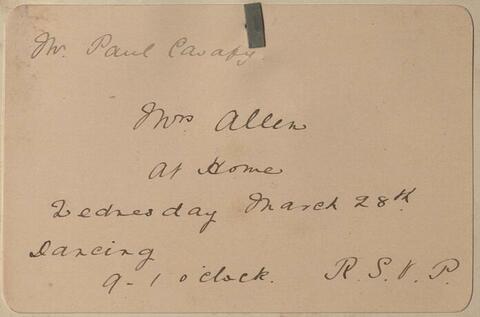 Mr. Paul Cavafy.
Mrs Allen
At Home
Wednesday March 28th.
Dancing
9-1 o'clock. R. S. V. P.